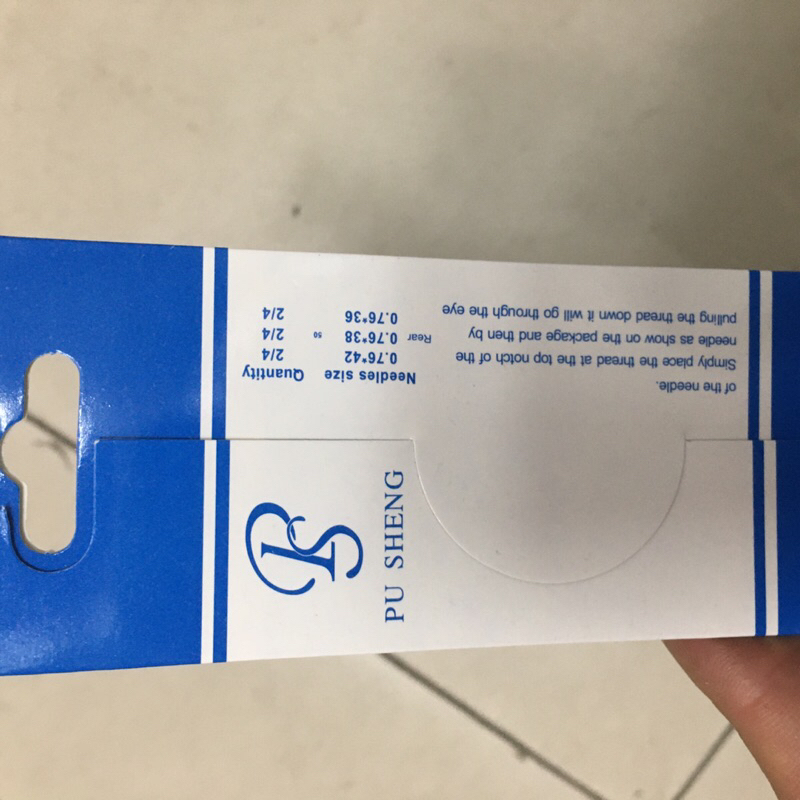 of the needle.
Simply place the thread at the top notch of the
needle as show on the package and then by
pulling the thread down it will go through the eye
Needles size Quantity
0.76*42 2/4
Rear 0.76*38 50 2/4
0.76*36 2/4
PS
PU SHENG